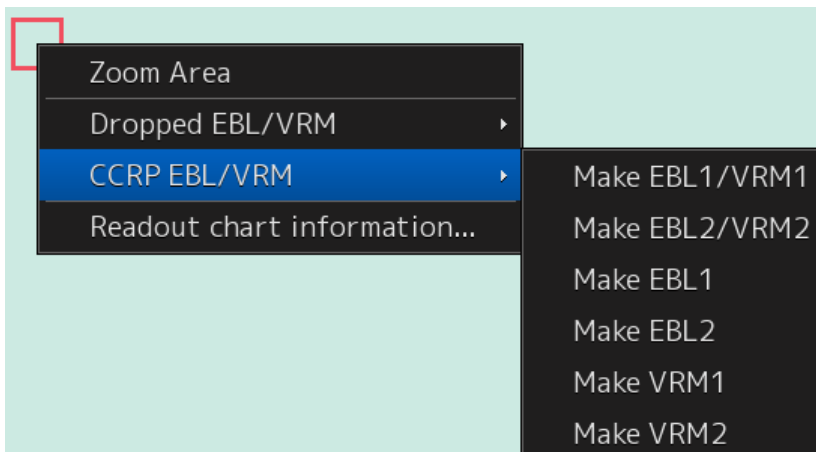 Zoom Area
Dropped EBL/VRM
CCRP EBL/VRM
Readout chart information...
Make EBL1/VRM1
Make EBL2/VRM2
Make EBL1
Make EBL2
Make VRM1
Make VRM2